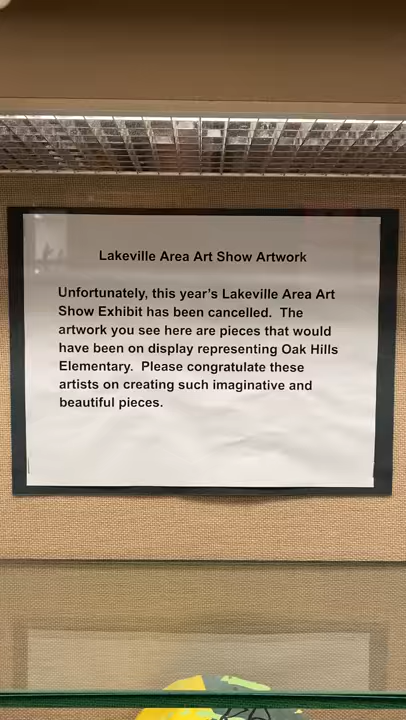 Lakeville Area Art Show Artwork
Unfortunately, this year's Lakeville Area Art
Show Exhibit has been cancelled.  The
artwork you see here are pieces that would
have been on display representing Oak Hills
Elementary.  Please congratulate these
artists on creating such imaginative and
beautiful pieces.